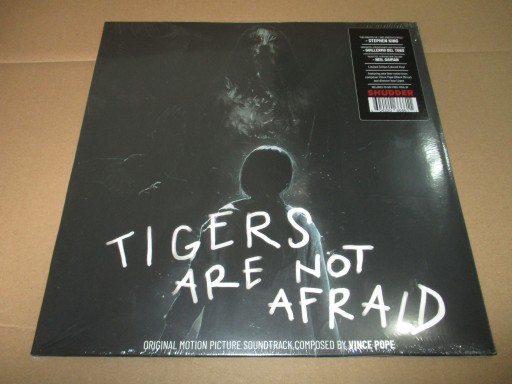 - STEPHEN KING
- GUILLERMO DEL TORO
- NEIL GAIMAN
SHUDDER
TIGERS
ARE NOT
AFRAID
ORIGINAL MOTION PICTURE SOUNDTRACK COMPOSED BY VINCE POPE